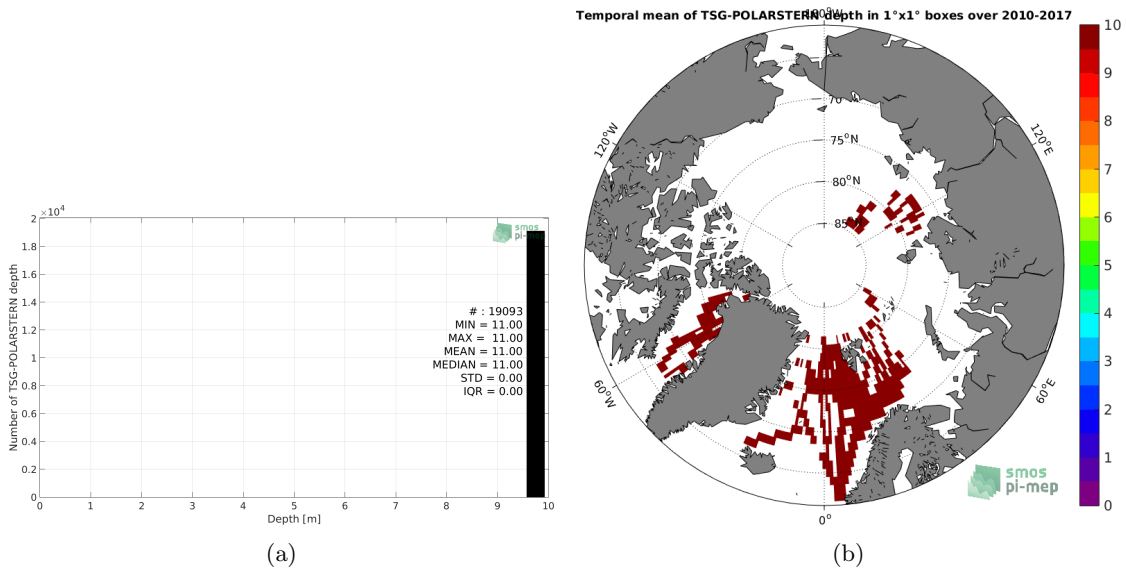 ×10⁴
2
1.8
1.6
1.4
1.2
1
0.8
0.6
0.4
0.2
0
Number of TSG-POLARSTERN depth
smos
pi-mep
# : 19093
MIN = 11.00
MAX = 11.00
MEAN = 11.00
MEDIAN = 11.00
STD = 0.00
IQR = 0.00
0 1 2 3 4 5 6 7 8 9 10
Depth [m]
(a)
Temporal mean of TSG-POLARSTERN depth in 1°x1° boxes over 2010-2017
180°W
120°W
120°E
70°N
75°N
80°N
85°N
60°W
60°E
0°
smos
pi-mep
10
9
8
7
6
5
4
3
2
1
0
(b)